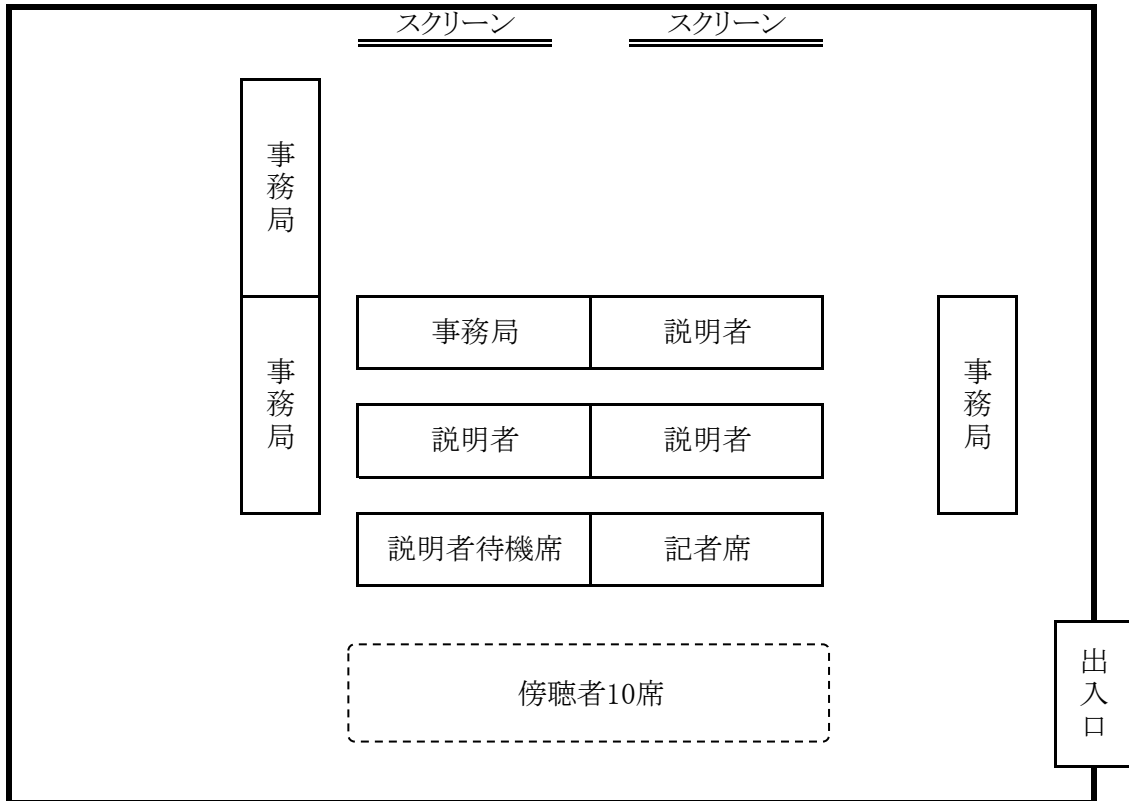 スクリーン
スクリーン
事務局
事務局
事務局
説明者
事務局
説明者
説明者
説明者待機席
記者席
傍聴者10席
出入口